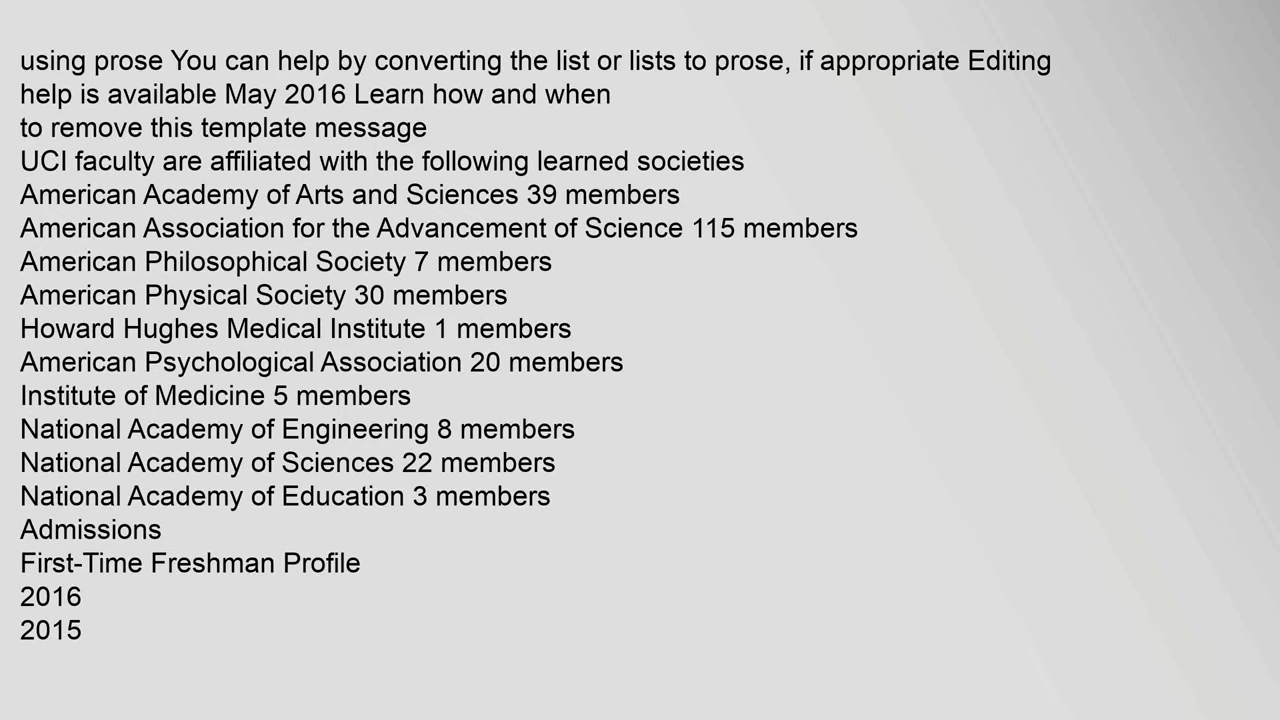 using prose You can help by converting the list or lists to prose, if appropriate Editing
help is available May 2016 Learn how and when
to remove this template message
UCI faculty are affiliated with the following learned societies
American Academy of Arts and Sciences 39 members
American Association for the Advancement of Science 115 members
American Philosophical Society 7 members
American Physical Society 30 members
Howard Hughes Medical Institute 1 members
American Psychological Association 20 members
Institute of Medicine 5 members
National Academy of Engineering 8 members
National Academy of Sciences 22 members
National Academy of Education 3 members
Admissions
First-Time Freshman Profile
2016
2015